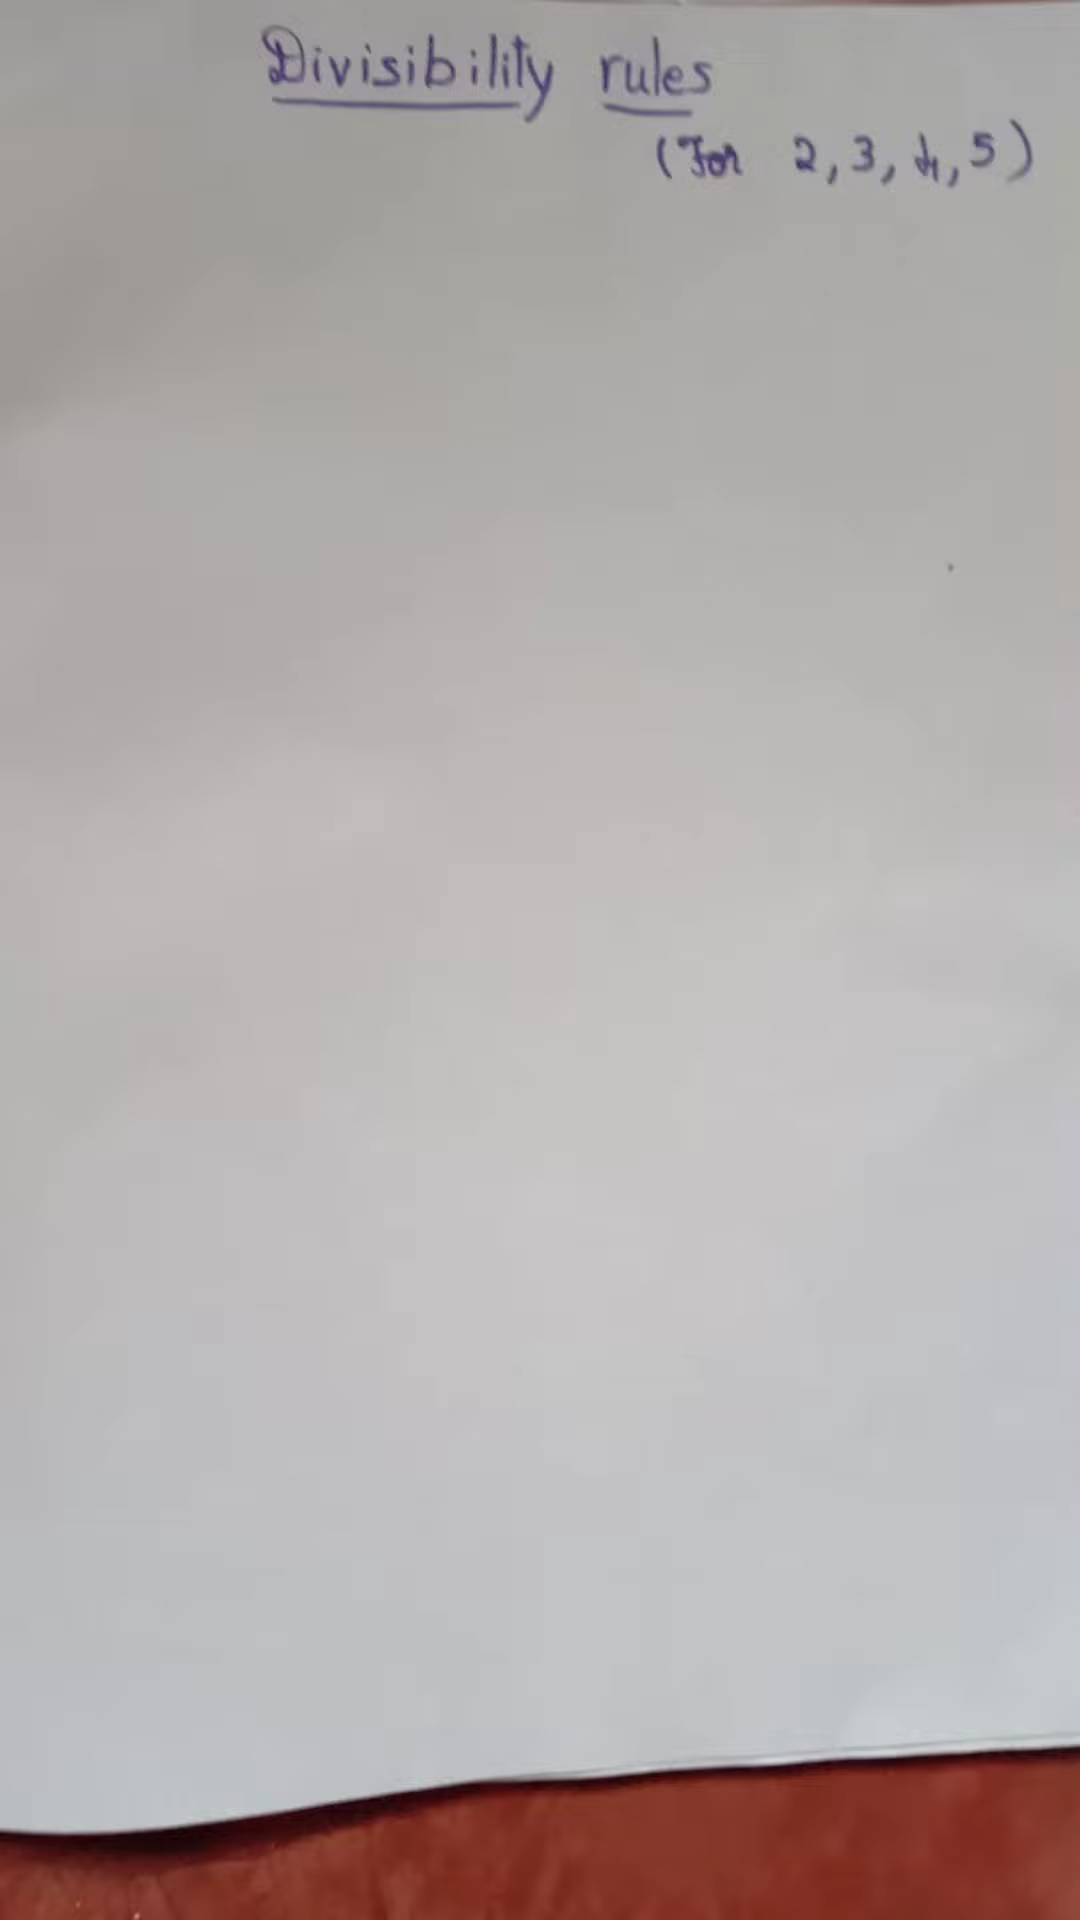 Divisibility rules
(For 2, 3, 4, 5)